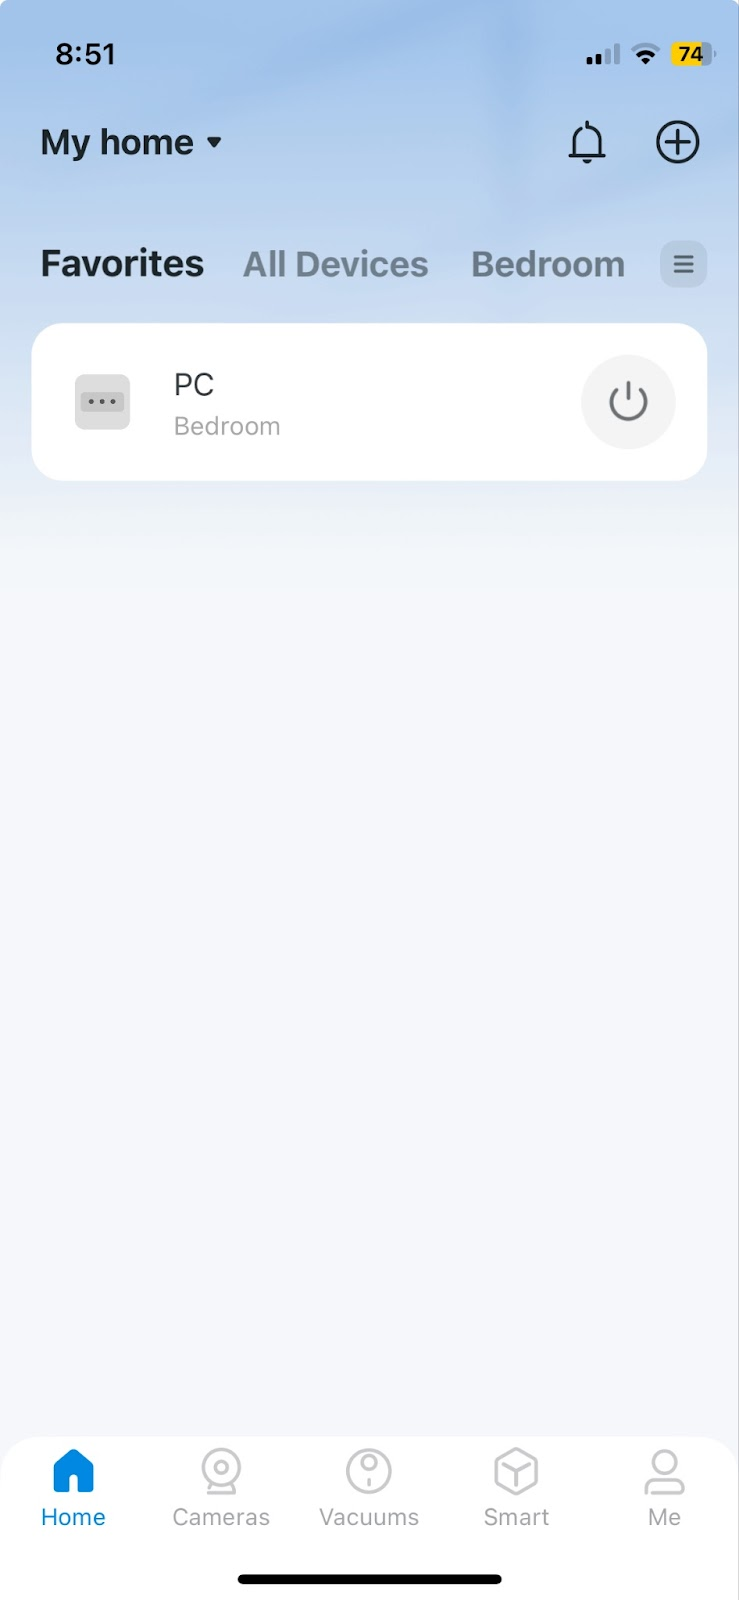 8:51 74
My home
Favorites All Devices Bedroom
PC
Bedroom
Home Cameras Vacuums Smart Me